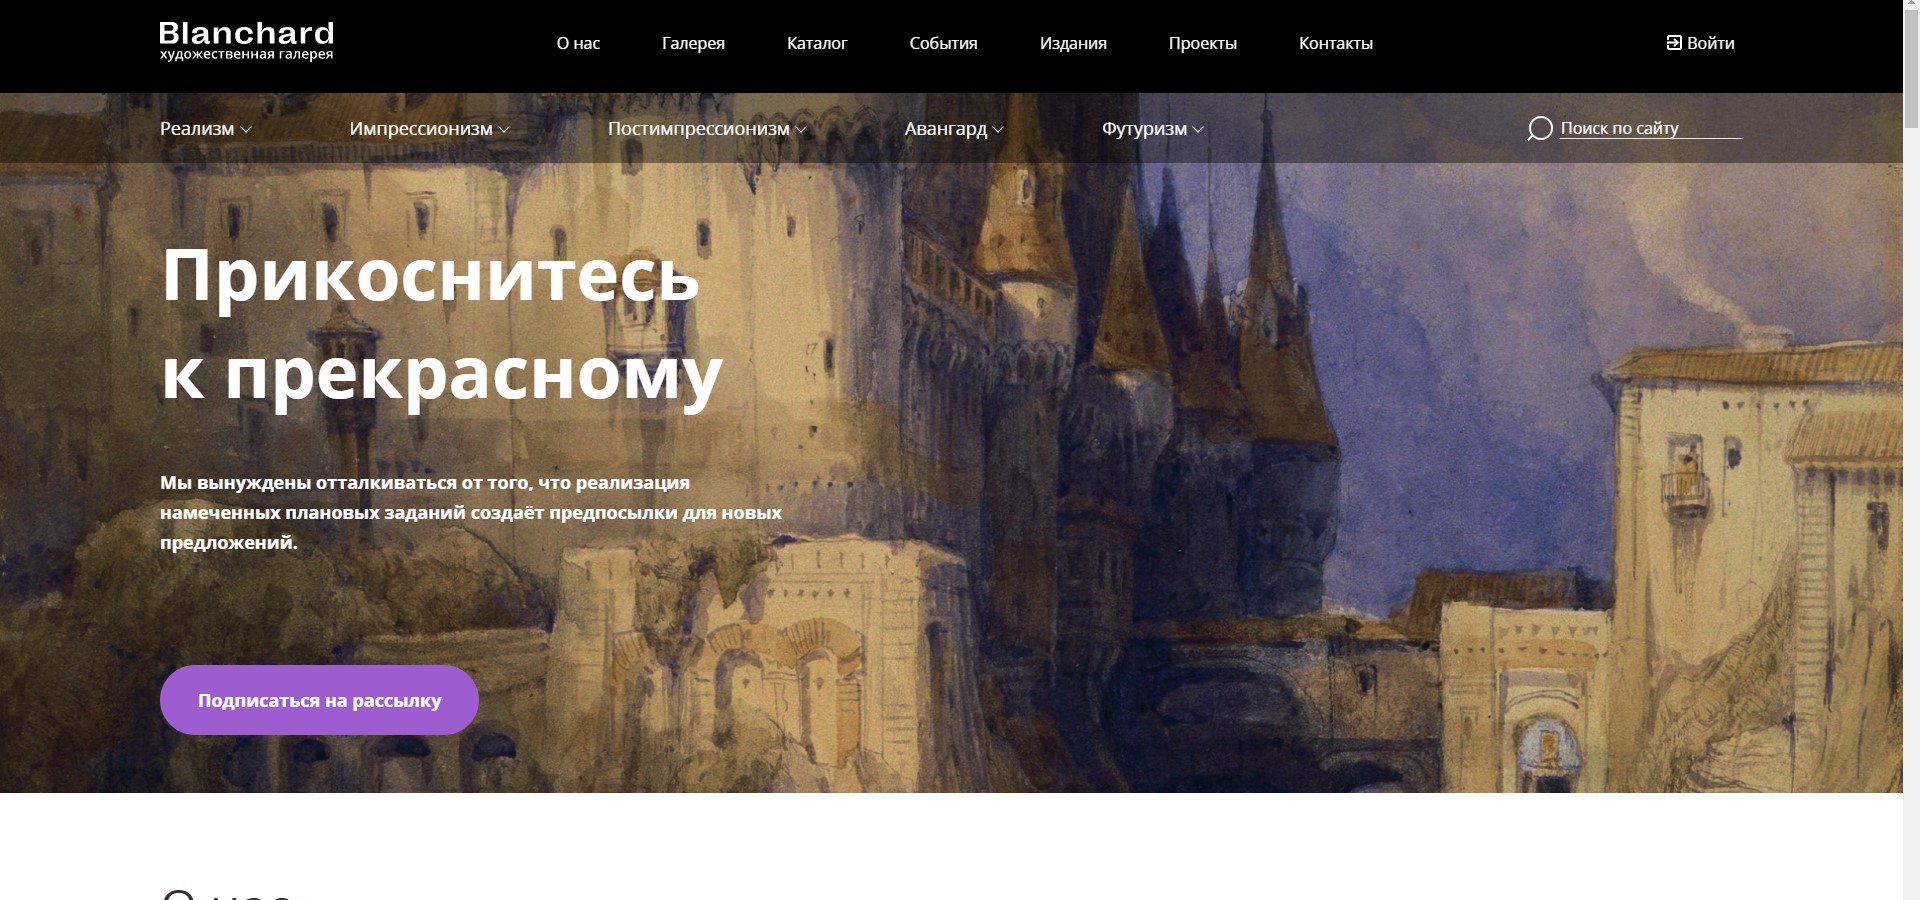 Blanchard
художественная галерея
О нас Галерея Каталог События Издания Проекты Контакты Войти
Реализм Импрессионизм Постимпрессионизм Авангард Футуризм Поиск по сайту
Прикоснитесь
к прекрасному
Мы вынуждены отталкиваться от того, что реализация
намеченных плановых заданий создаёт предпосылки для новых
предложений.
Подписаться на рассылку
О нас